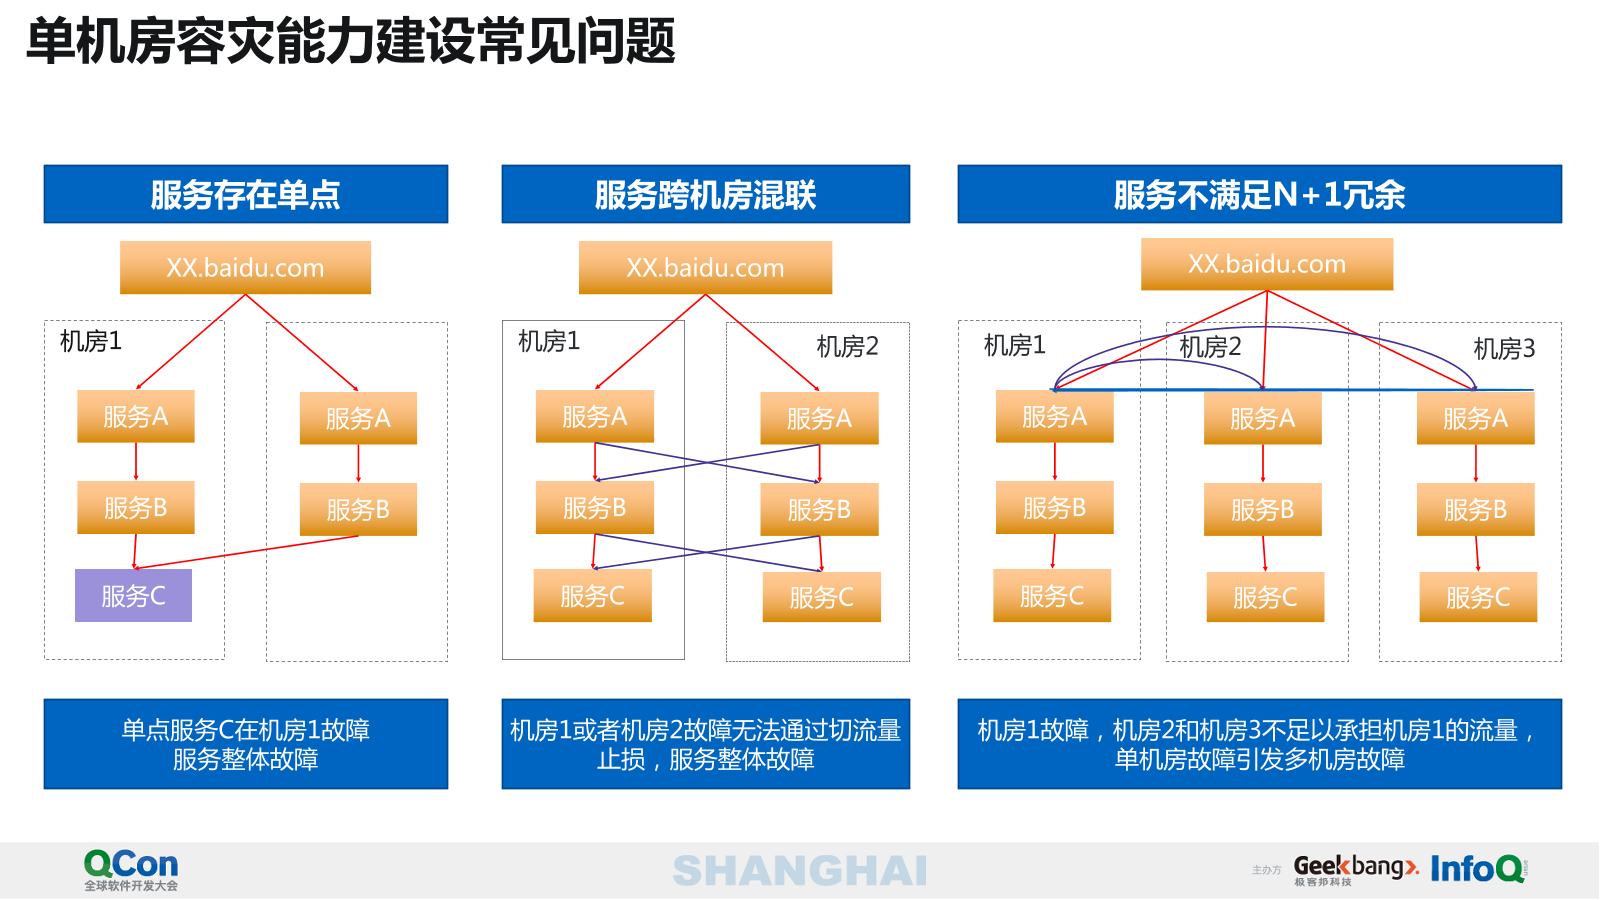 单机房容灾能力建设常见问题
服务存在单点
XX.baidu.com
机房1
服务A
服务A
服务B
服务B
服务C
单点服务C在机房1故障
服务整体故障
服务跨机房混联
XX.baidu.com
机房1
机房2
服务A
服务A
服务B
服务B
服务C
服务C
机房1或者机房2故障无法通过切流量
止损，服务整体故障
服务不满足N+1冗余
XX.baidu.com
机房1
机房2
机房3
服务A
服务A
服务A
服务B
服务B
服务B
服务C
服务C
服务C
机房1故障，机房2和机房3不足以承担机房1的流量，
单机房故障引发多机房故障
QCon
全球软件开发大会
SHANGHAI
主办方
Geekbang>.
极客邦科技
InfoQ